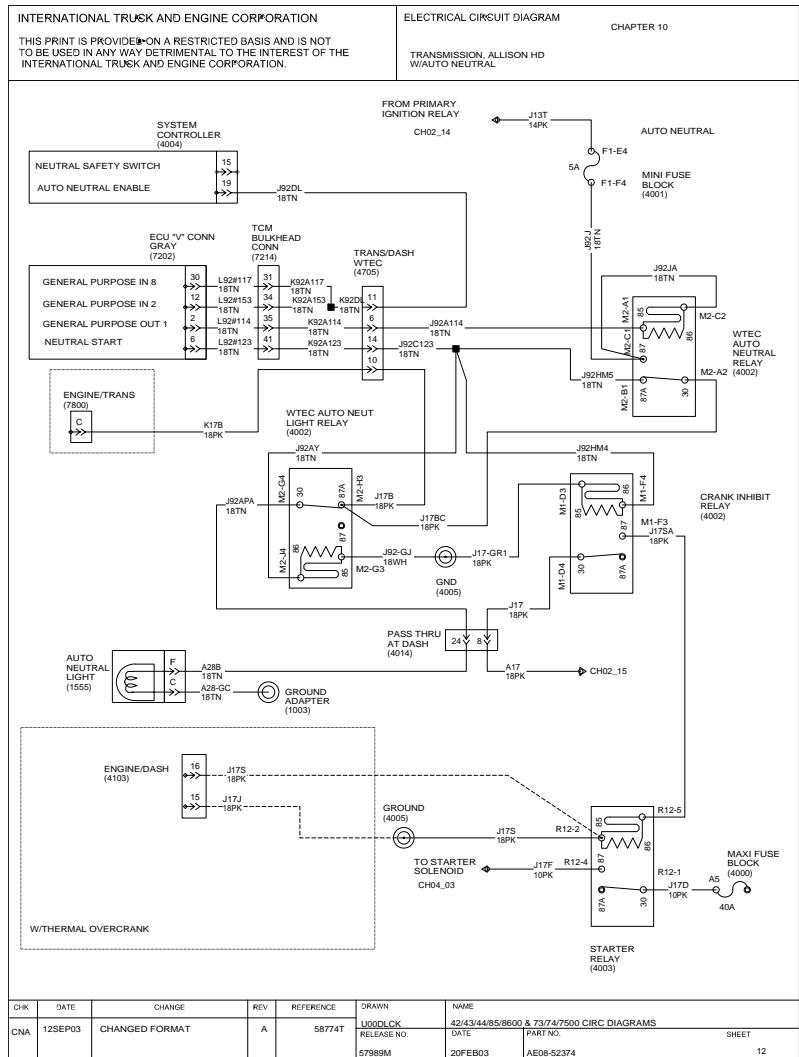 INTERNATIONAL TRUCK AND ENGINE CORPORATION
THIS PRINT IS PROVIDED ON A RESTRICTED BASIS AND IS NOT
TO BE USED IN ANY WAY DETRIMENTAL TO THE INTEREST OF THE
INTERNATIONAL TRUCK AND ENGINE CORPORATION.
ELECTRICAL CIRCUIT DIAGRAM
CHAPTER 10
TRANSMISSION, ALLISON HD
W/AUTO NEUTRAL
FROM PRIMARY
IGNITION RELAY
CH02_14
J13T
14PK
AUTO NEUTRAL
F1-E4
5A
F1-F4
MINI FUSE
BLOCK
(4001)
SYSTEM
CONTROLLER
(4004)
NEUTRAL SAFETY SWITCH
15
AUTO NEUTRAL ENABLE
19
J92DL
18TN
J92J
18TN
ECU "V" CONN
GRAY
(7202)
TCM
BULKHEAD
CONN
(7214)
TRANS/DASH
WTEC
(4705)
GENERAL PURPOSE IN 8
30
L92#117
18TN
31
K92A117
18TN
GENERAL PURPOSE IN 2
12
L92#153
18TN
34
K92A153
18TN
K92DL
18TN
11
GENERAL PURPOSE OUT 1
2
L92#114
18TN
35
K92A114
18TN
6
J92A114
18TN
NEUTRAL START
6
L92#123
18TN
41
K92A123
18TN
14
J92C123
18TN
10
J92JA
18TN
M2-A1
85
86
M2-C2
M2-C1
87
WTEC
AUTO
NEUTRAL
RELAY
(4002)
M2-A2
M2-B1
87A
30
J92HM5
18TN
ENGINE/TRANS
(7800)
C
K17B
18PK
WTEC AUTO NEUT
LIGHT RELAY
(4002)
J92AY
18TN
J92HM4
18TN
J92APA
18TN
M2-G4
30
87A
M2-H3
J17B
18PK
87
J17BC
18PK
M2-J4
86
85
M2-G3
J92-GJ
18WH
J17-GR1
18PK
GND
(4005)
M1-D3
85
86
M1-F4
CRANK INHIBIT
RELAY
(4002)
87
M1-F3
J17SA
18PK
M1-D4
30
87A
J17
18PK
PASS THRU
AT DASH
(4014)
24
8
AUTO
NEUTRAL
LIGHT
(1555)
F
A28B
18TN
C
A28-GC
18TN
GROUND
ADAPTER
(1003)
A17
18PK
CH02_15
ENGINE/DASH
(4103)
16
J17S
18PK
15
J17J
18PK
GROUND
(4005)
J17S
18PK
R12-2
85
86
R12-5
TO STARTER
SOLENOID
CH04_03
J17F
10PK
R12-4
87
R12-1
87A
30
J17D
10PK
A5
40A
MAXI FUSE
BLOCK
(4000)
W/THERMAL OVERCRANK
STARTER
RELAY
(4003)
CHK DATE CHANGE REV REFERENCE
CNA 12SEP03 CHANGED FORMAT A 58774T
DRAWN
U00DLCK
NAME
42/43/44/85/8600 & 73/74/7500 CIRC DIAGRAMS
RELEASE NO.
57989M
DATE
20FEB03
PART NO.
AE08-52374
SHEET
12